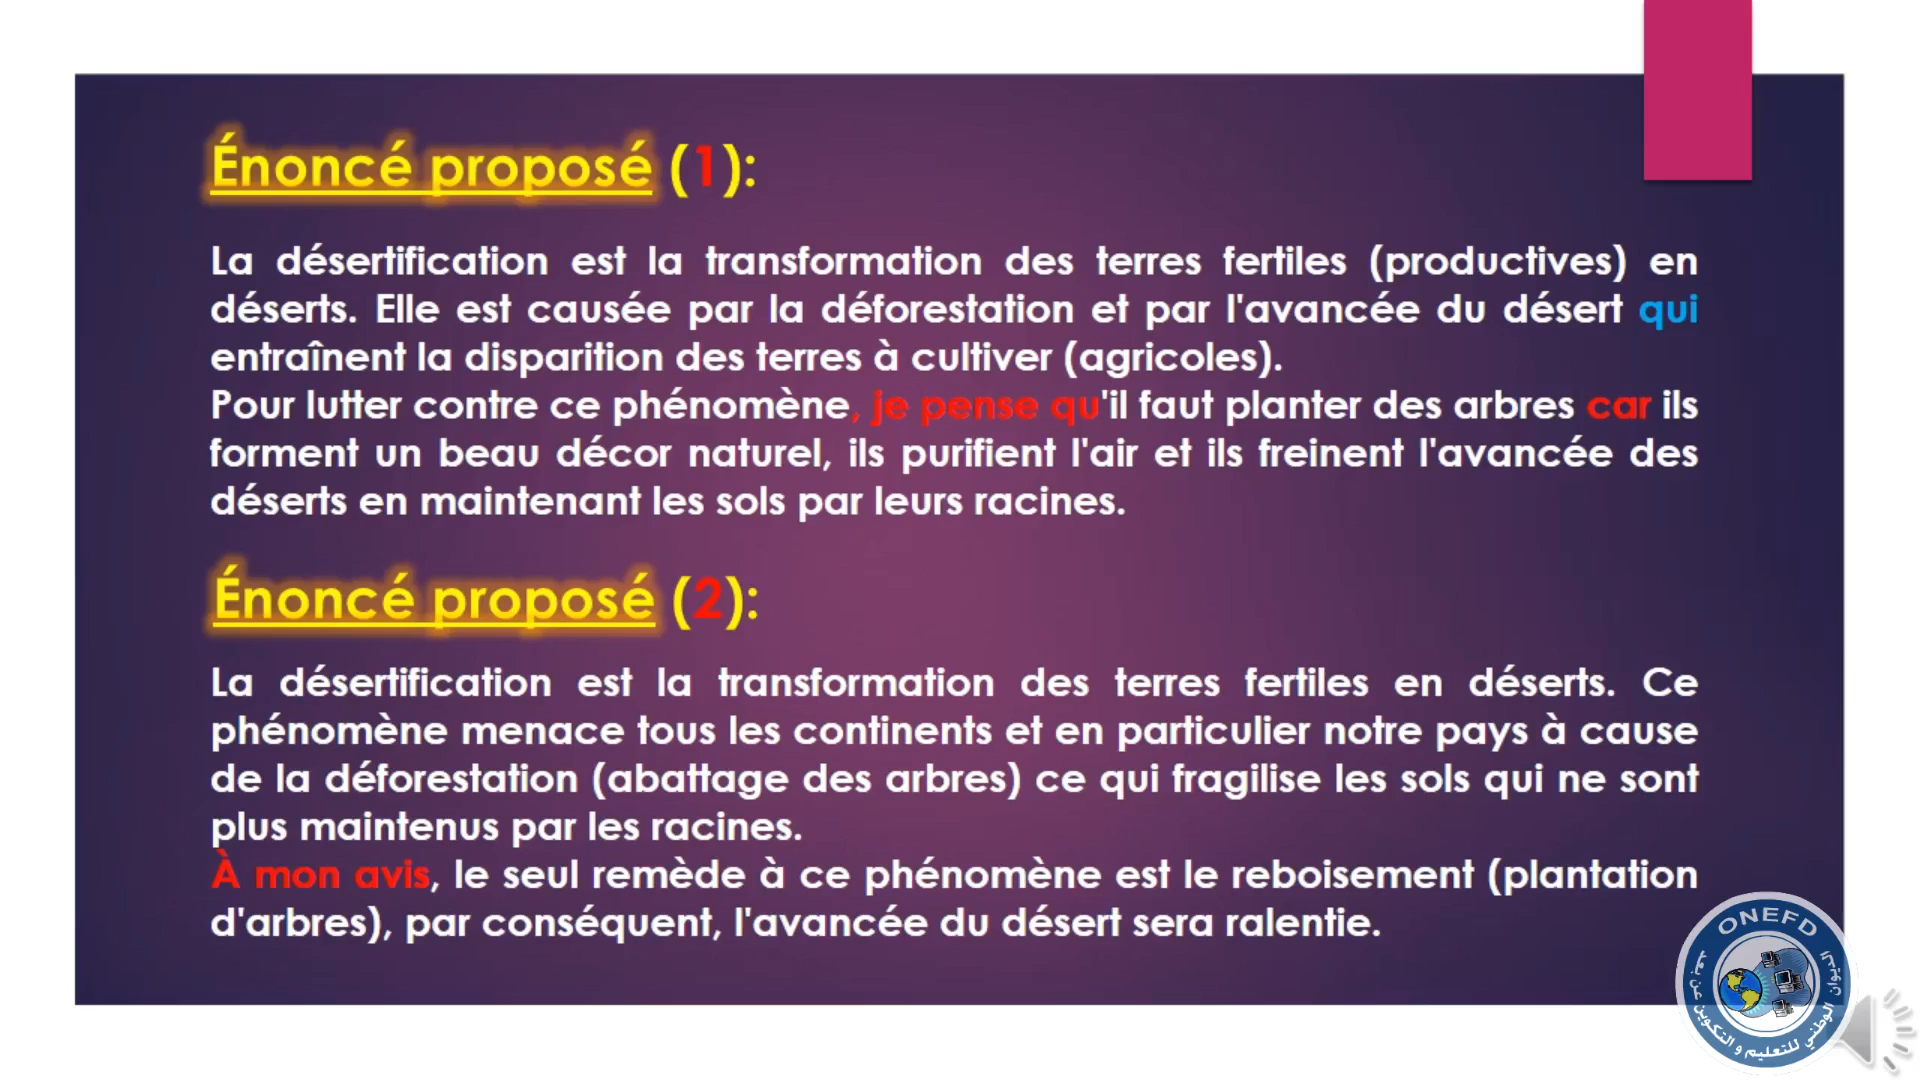 Énoncé proposé (1):
La désertification est la transformation des terres fertiles (productives) en
déserts. Elle est causée par la déforestation et par l'avancée du désert qui
entraînent la disparition des terres à cultiver (agricoles).
Pour lutter contre ce phénomène, je pense qu'il faut planter des arbres car ils
forment un beau décor naturel, ils purifient l'air et ils freinent l'avancée des
déserts en maintenant les sols par leurs racines.
Énoncé proposé (2):
La désertification est la transformation des terres fertiles en déserts. Ce
phénomène menace tous les continents et en particulier notre pays à cause
de la déforestation (abattage des arbres) ce qui fragilise les sols qui ne sont
plus maintenus par les racines.
À mon avis, le seul remède à ce phénomène est le reboisement (plantation
d'arbres), par conséquent, l'avancée du désert sera ralentie.
ONEFD
الديوان الوطني للتعليم و التكوين عن بعد